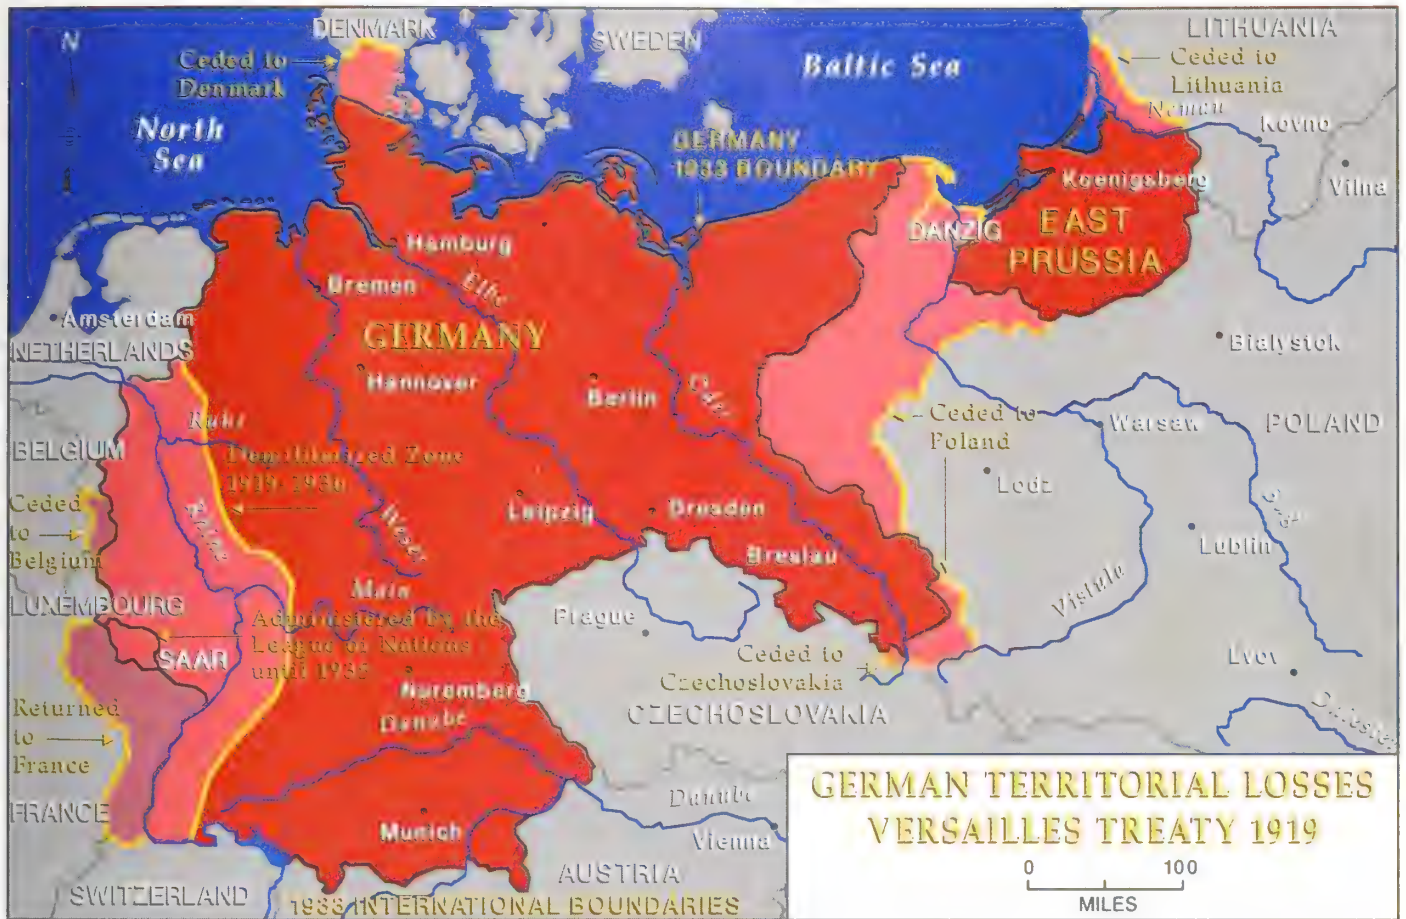 DENMARK
SWEDEN
LITHUANIA
N
Ceded to
Denmark
Baltic Sea
Ceded to
Lithuania
North
Sea
Neman
Kovno
GERMANY
1933 BOUNDARY
Koenigsberg
Vilna
DANZIG
EAST
PRUSSIA
Hamburg
Elbe
Bremen
Amsterdam
NETHERLANDS
GERMANY
Bialystok
Hannover
Berlin
Oder
Ceded to
Poland
Ruhr
Warsaw
POLAND
BELGIUM
Demilitarized Zone
1919-1936
Lodz
Ceded
to
Belgium
Rhine
Weser
Leipzig
Dresden
Breslau
Bug
Lublin
LUXEMBOURG
Main
Vistula
Administered by the
League of Nations
until 1935
SAAR
Prague
Ceded to
Czechoslovakia
Lvov
Nuremberg
Danube
CZECHOSLOVAKIA
Dniester
Returned
to
France
FRANCE
Munich
Danube
Vienna
GERMAN TERRITORIAL LOSSES
VERSAILLES TREATY 1919
0 100
MILES
AUSTRIA
SWITZERLAND
1933 INTERNATIONAL BOUNDARIES